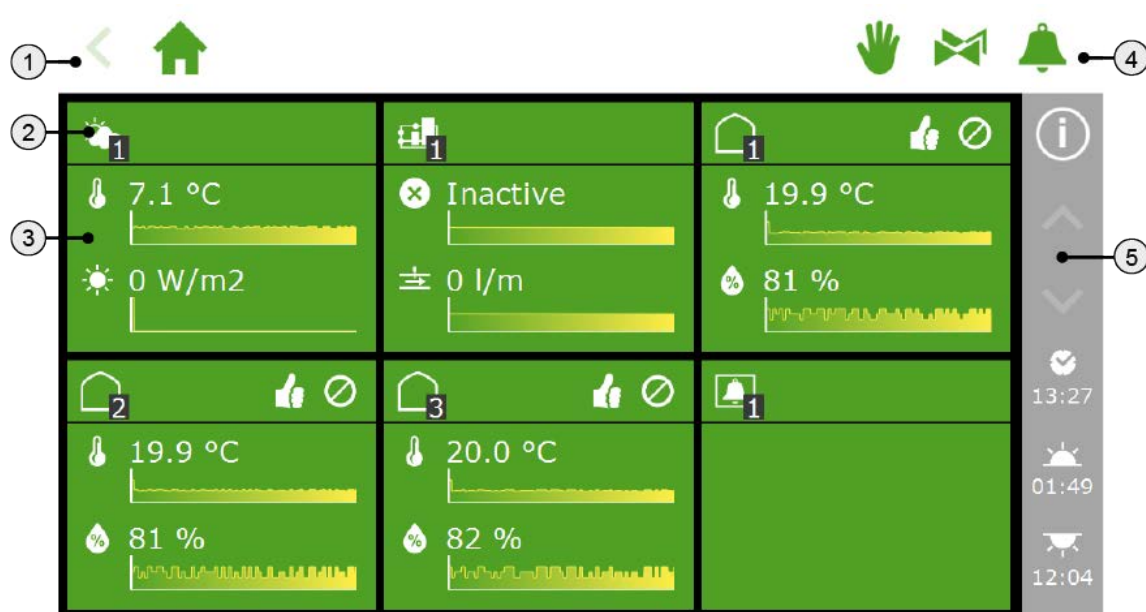 1
4
2
1
1
1
i
3
7.1 °C
Inactive
19.9 °C
5
0 W/m2
0 l/m
% 81 %
13:27
2
3
1
19.9 °C
20.0 °C
01:49
% 81 %
% 82 %
12:04